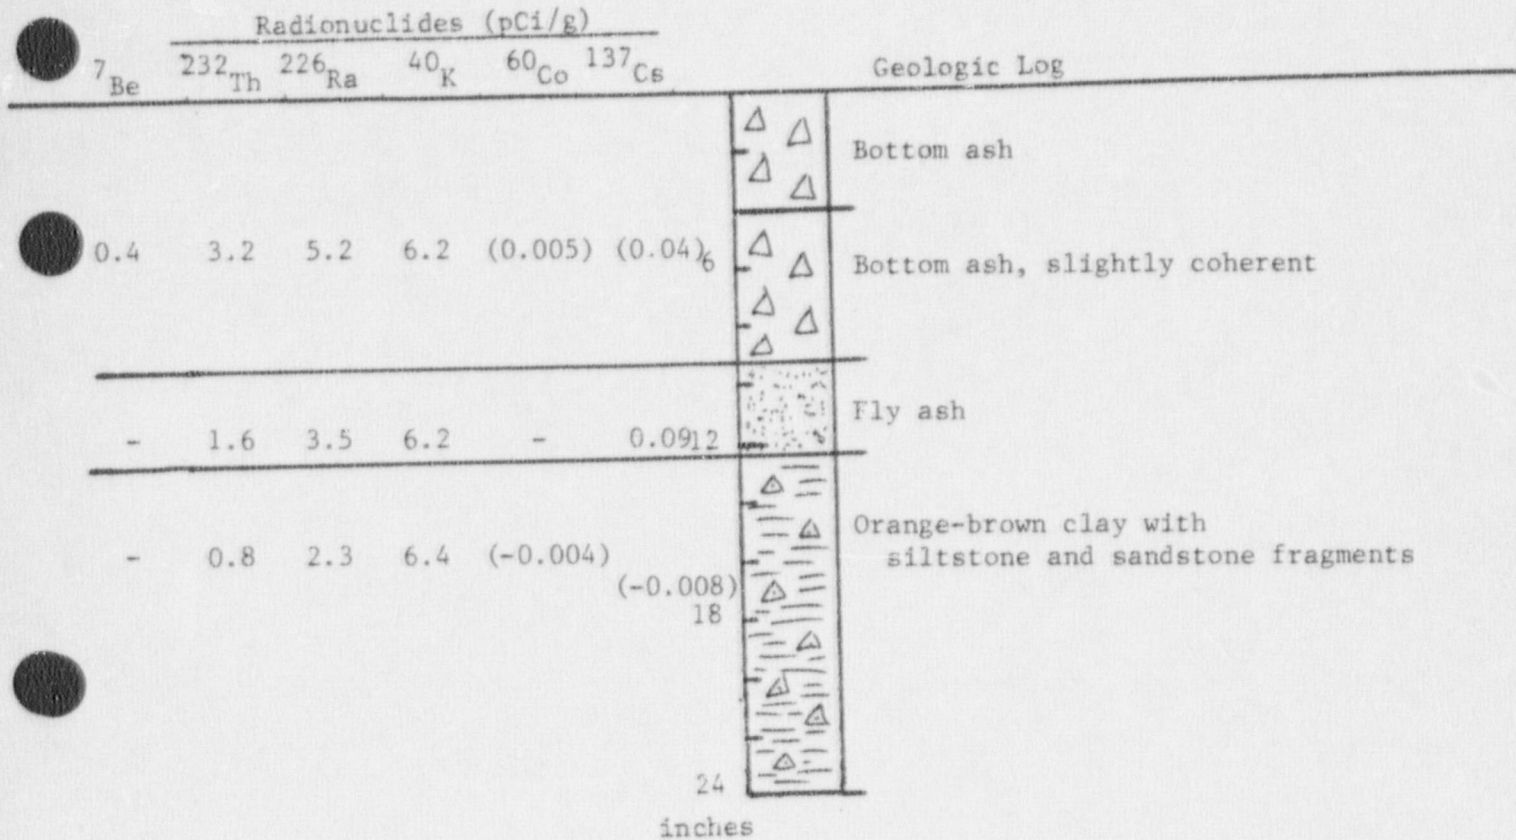 Radionuclides (pCi/g)
7Be 232Th 226Ra 40K 60Co 137Cs Geologic Log
Bottom ash
0.4 3.2 5.2 6.2 (0.005) (0.04) 6 Bottom ash, slightly coherent
Fly ash
- 1.6 3.5 6.2 - 0.09 12
Orange-brown clay with
- 0.8 2.3 6.4 (-0.004) siltstone and sandstone fragments
(-0.008)
18
24
inches